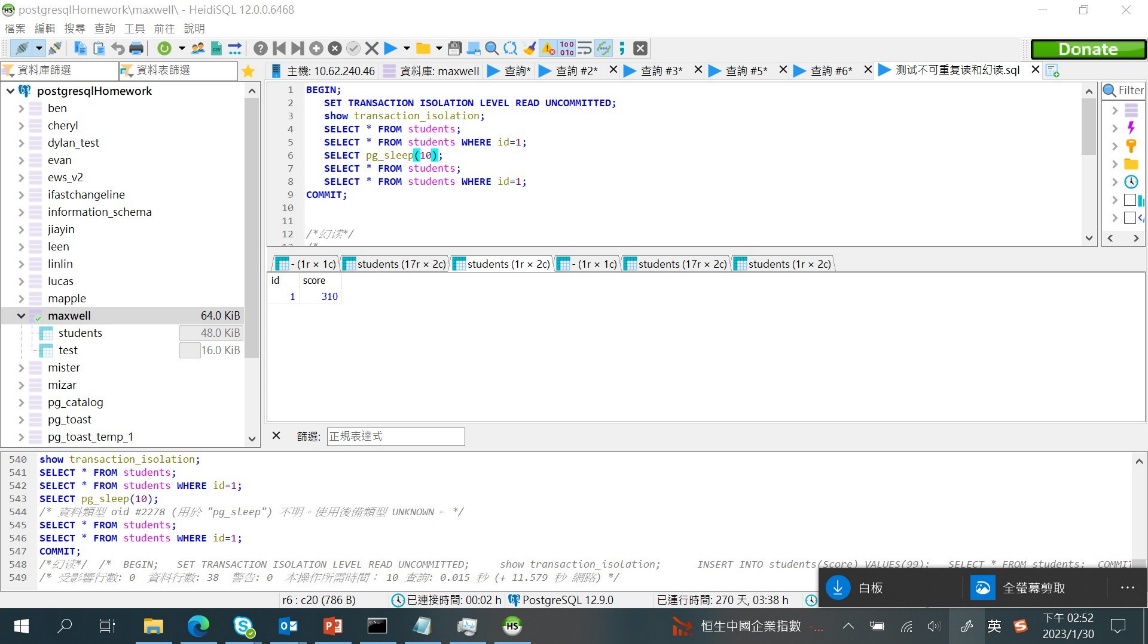 postgresqlHomework\maxwell\ - HeidiSQL 12.0.0.6468
檔案 編輯 搜尋 查詢 工具 前往 說明
Donate
資料庫篩選 資料表篩選
主機: 10.62.240.46 資料庫: maxwell 查詢* 查詢 #2* 查詢 #3* 查詢 #5* 查詢 #6* 测试不可重复读和幻读.sql
Filter
postgresqlHomework
ben
cheryl
dylan_test
evan
ews_v2
ifastchangeline
information_schema
jiayin
leen
linlin
lucas
mapple
maxwell 64.0 KiB
students 48.0 KiB
test 16.0 KiB
mister
mizar
pg_catalog
pg_toast
pg_toast_temp_1
1 BEGIN;
2 SET TRANSACTION ISOLATION LEVEL READ UNCOMMITTED;
3 show transaction_isolation;
4 SELECT * FROM students;
5 SELECT * FROM students WHERE id=1;
6 SELECT pg_sleep(10);
7 SELECT * FROM students;
8 SELECT * FROM students WHERE id=1;
9 COMMIT;
10
11
12 /*幻读*/
- (1r × 1c) students (17r × 2c) students (1r × 2c) - (1r × 1c) students (17r × 2c) students (1r × 2c)
id score
1 310
篩選: 正規表達式
540 show transaction_isolation;
541 SELECT * FROM students;
542 SELECT * FROM students WHERE id=1;
543 SELECT pg_sleep(10);
544 /* 資料類型 oid #2278 (用於 "pg_sleep") 不明。使用後備類型 UNKNOWN。 */
545 SELECT * FROM students;
546 SELECT * FROM students WHERE id=1;
547 COMMIT;
548 /*幻读*/ /* BEGIN; SET TRANSACTION ISOLATION LEVEL READ UNCOMMITTED; show transaction_isolation; INSERT INTO students(Score) VALUES(99); SELECT * FROM students; COMMIT
549 /* 受影響行數: 0 資料行數: 38 警告: 0 本操作所需時間: 10 查詢: 0.015 秒 (+ 11.579 秒 網路) */
白板 全螢幕剪取
r6 : c20 (786 B) 已連接時間: 00:02 h PostgreSQL 12.9.0 已運行時間: 270 天, 03:38 h
恒生中國企業指數 英 下午 02:52
2023/1/30